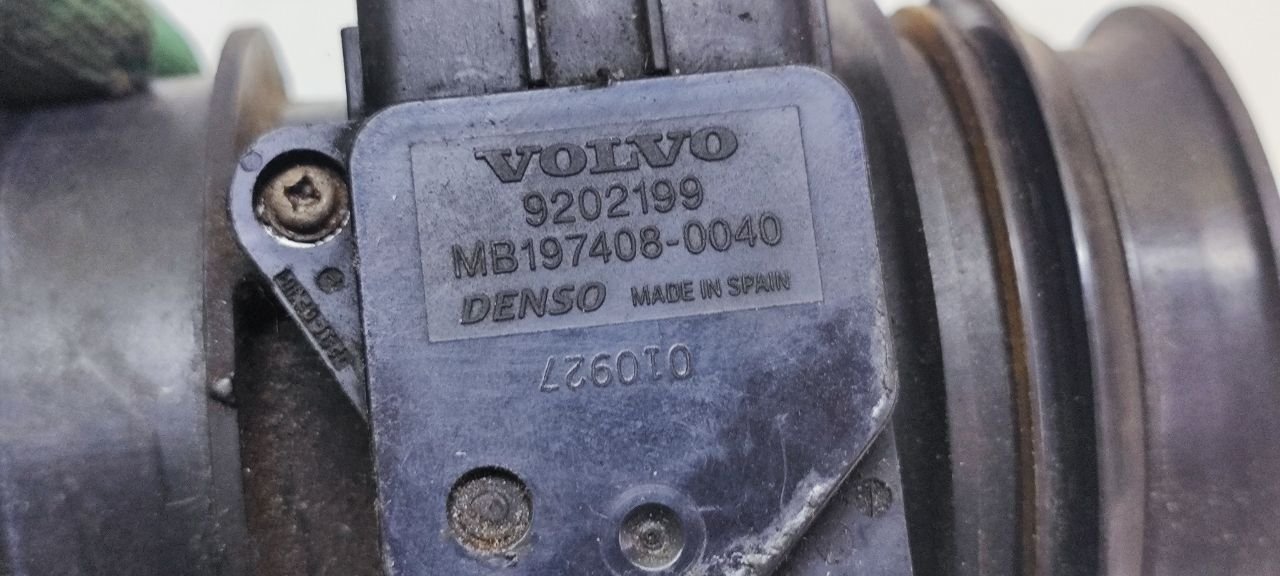 VOLVO
9202199
MB197408-0040
DENSO MADE IN SPAIN
010927